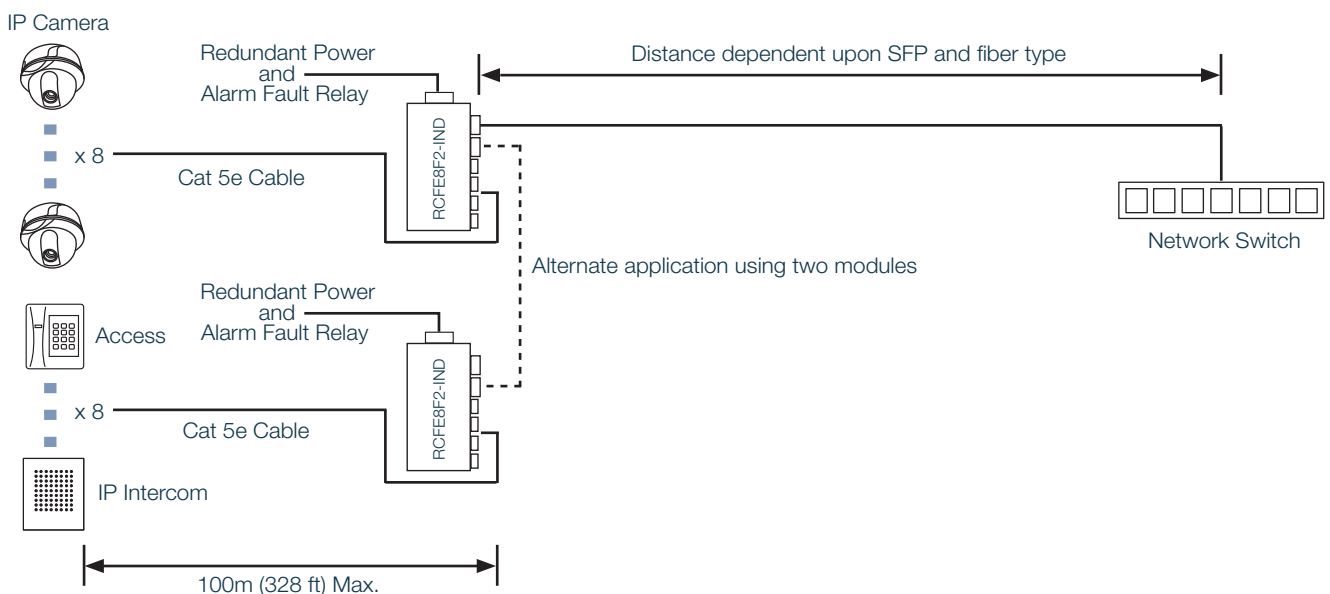 IP Camera
Redundant Power
and
Alarm Fault Relay
Distance dependent upon SFP and fiber type
RCFE8F2-IND
x 8
Cat 5e Cable
Network Switch
Alternate application using two modules
Redundant Power
and
Alarm Fault Relay
Access
RCFE8F2-IND
x 8
Cat 5e Cable
IP Intercom
100m (328 ft) Max.